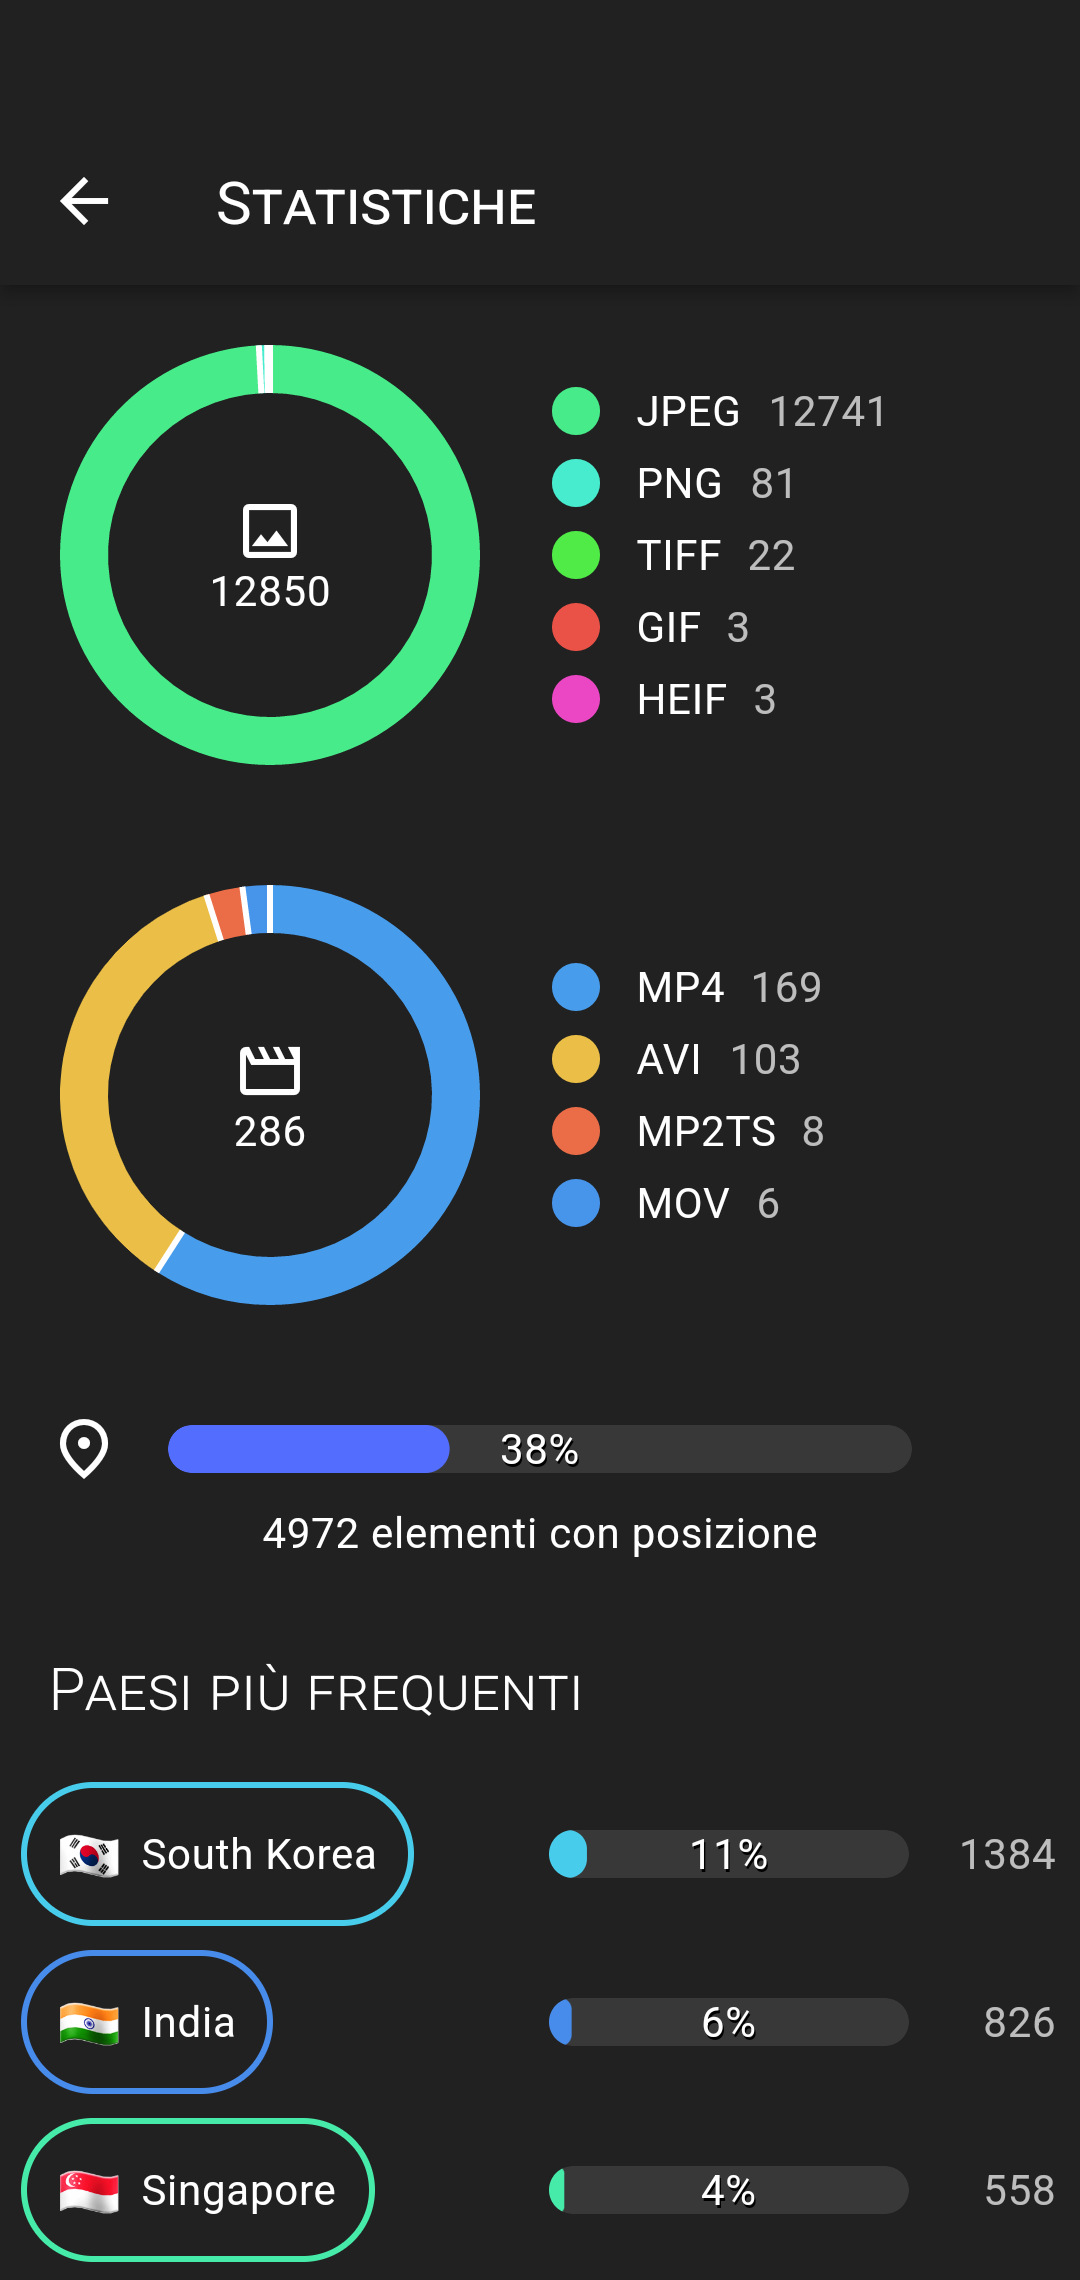 Statistiche
JPEG 12741
PNG 81
TIFF 22
GIF 3
HEIF 3
12850
MP4 169
AVI 103
MP2TS 8
MOV 6
286
38%
4972 elementi con posizione
Paesi più frequenti
South Korea 11% 1384
India 6% 826
Singapore 4% 558